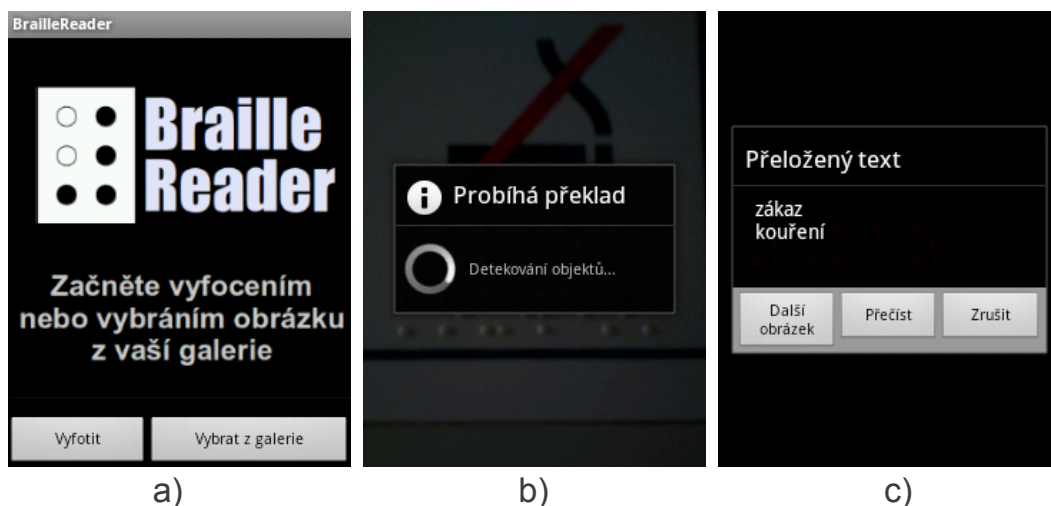 BrailleReader
Braille
Reader
Začněte vyfocením
nebo vybráním obrázku
z vaší galerie
Vyfotit
Vybrat z galerie
a)
Probíhá překlad
Detekování objektů...
b)
Přeložený text
zákaz
kouření
Další
obrázek
Přečíst
Zrušit
c)